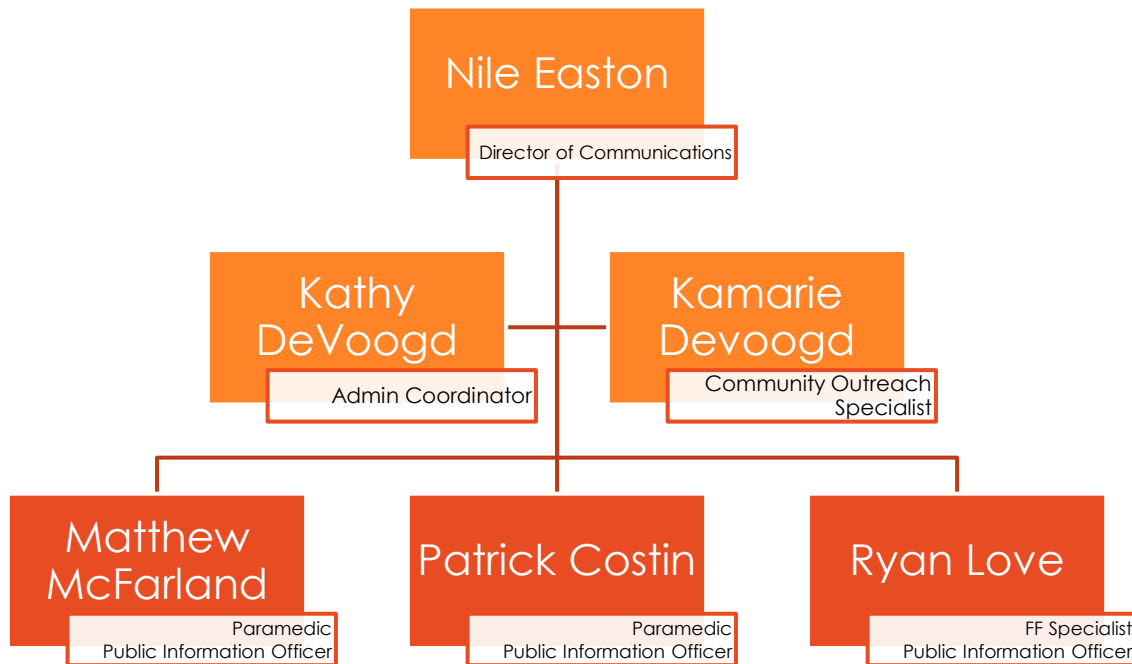 Nile Easton
Director of Communications
Kathy
DeVoogd
Admin Coordinator
Kamarie
Devoogd
Community Outreach
Specialist
Matthew
McFarland
Paramedic
Public Information Officer
Patrick Costin
Paramedic
Public Information Officer
Ryan Love
FF Specialist
Public Information Officer